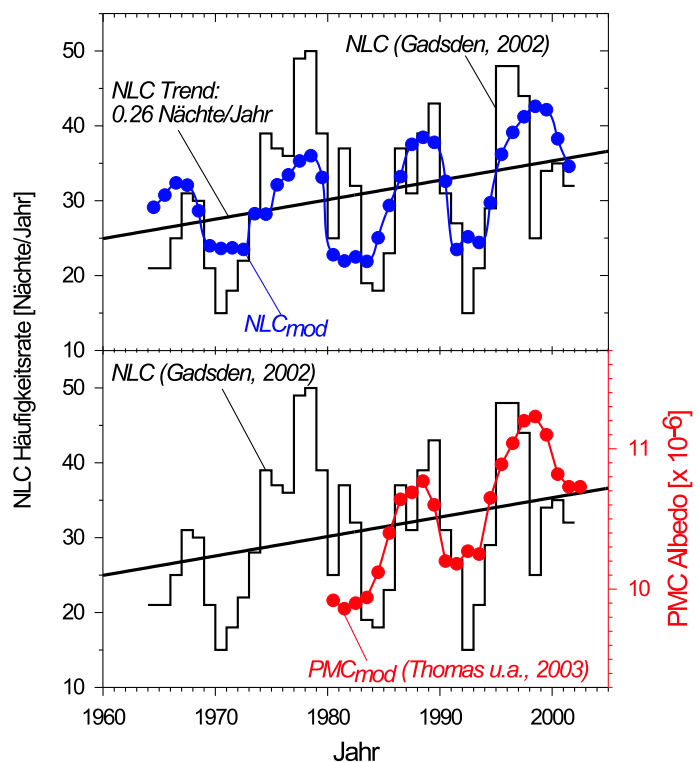 50
40
30
20
10
NLC (Gadsden, 2002)
NLC Trend:
0.26 Nächte/Jahr
NLCmod
NLC Häufigkeitsrate [Nächte/Jahr]
50
40
30
20
10
NLC (Gadsden, 2002)
PMCmod (Thomas u.a., 2003)
11
10
PMC Albedo [x 10-6]
1960 1970 1980 1990 2000
Jahr